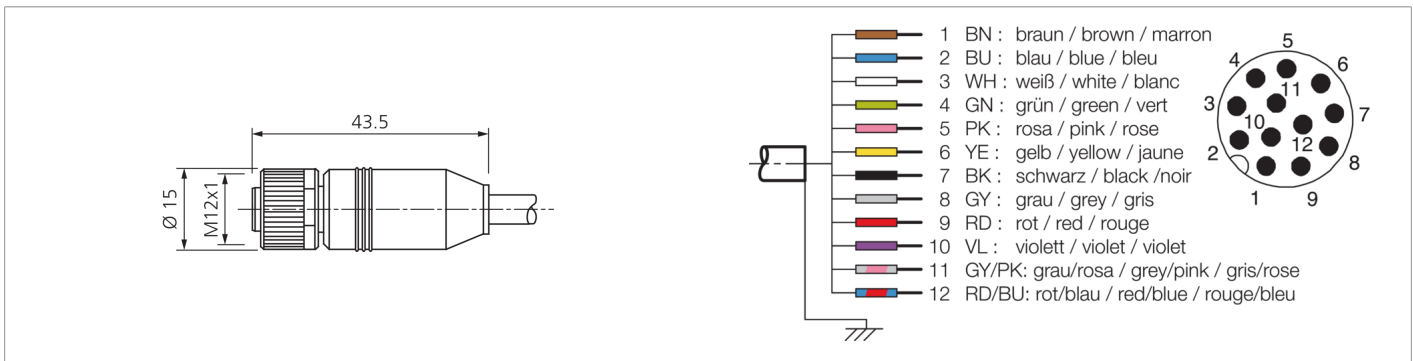 43.5
Ø 15
M12x1
1 BN : braun / brown / marron
2 BU : blau / blue / bleu
3 WH : weiß / white / blanc
4 GN : grün / green / vert
5 PK : rosa / pink / rose
6 YE : gelb / yellow / jaune
7 BK : schwarz / black /noir
8 GY : grau / grey / gris
9 RD : rot / red / rouge
10 VL : violett / violet / violet
11 GY/PK: grau/rosa / grey/pink / gris/rose
12 RD/BU: rot/blau / red/blue / rouge/bleu
5
4 6
11
3 7
10
12
2 8
1 9